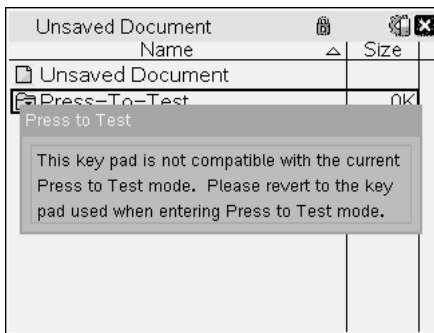 Unsaved Document
Name Size
Unsaved Document
Press-To-Test 0K
Press to Test
This key pad is not compatible with the current
Press to Test mode. Please revert to the key
pad used when entering Press to Test mode.